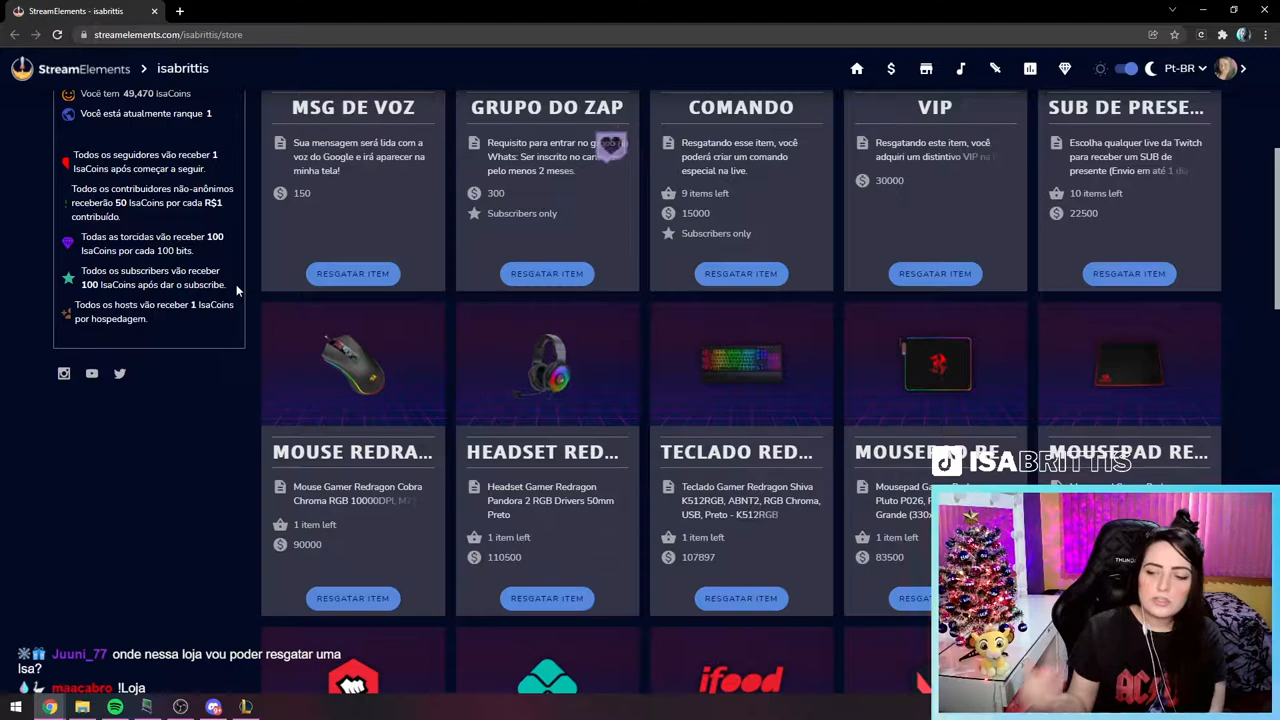 StreamElements - isabrittis
streamelements.com/isabrittis/store
StreamElements > isabrittis
Pt-BR
Você tem 49,470 IsaCoins
Você está atualmente ranque 1
Todos os seguidores vão receber 1
IsaCoins após começar a seguir.
Todos os contribuidores não-anônimos
receberão 50 IsaCoins por cada R$1
contribuído.
Todas as torcidas vão receber 100
IsaCoins por cada 100 bits.
Todos os subscribers vão receber
100 IsaCoins após dar o subscribe.
Todos os hosts vão receber 1 IsaCoins
por hospedagem.
MSG DE VOZ
Sua mensagem será lida com a
voz do Google e irá aparecer na
minha tela!
150
RESGATAR ITEM
GRUPO DO ZAP
Requisito para entrar no
Whats: Ser inscrito no
pelo menos 2 meses.
300
Subscribers only
RESGATAR ITEM
COMANDO
Resgatando esse item, você
poderá criar um comando
especial na live.
9 items left
15000
Subscribers only
RESGATAR ITEM
VIP
Resgatando este item, você
adquiri um distintivo VIP
30000
RESGATAR ITEM
SUB DE PRESE...
Escolha qualquer live da Twitch
para receber um SUB de
presente (Envio em até 1
10 items left
22500
RESGATAR ITEM
MOUSE REDRA...
Mouse Gamer Redragon Cobra
Chroma RGB 10000DPI,
1 item left
90000
RESGATAR ITEM
HEADSET RED...
Headset Gamer Redragon
Pandora 2 RGB Drivers 50mm
Preto
1 item left
110500
RESGATAR ITEM
TECLADO RED...
Teclado Gamer Redragon Shiva
K512RGB, ABNT2, RGB Chroma,
USB, Preto - K512RGB
1 item left
107897
RESGATAR ITEM
MOUSEPAD RE...
Mousepad
Pluto P026,
Grande (330x
1 item left
83500
MOUSEPAD RE...
ISABRITTIS
ifood
Juuni_77 onde nessa loja vou poder resgatar uma
Isa?
maacabro !Loja
THUND